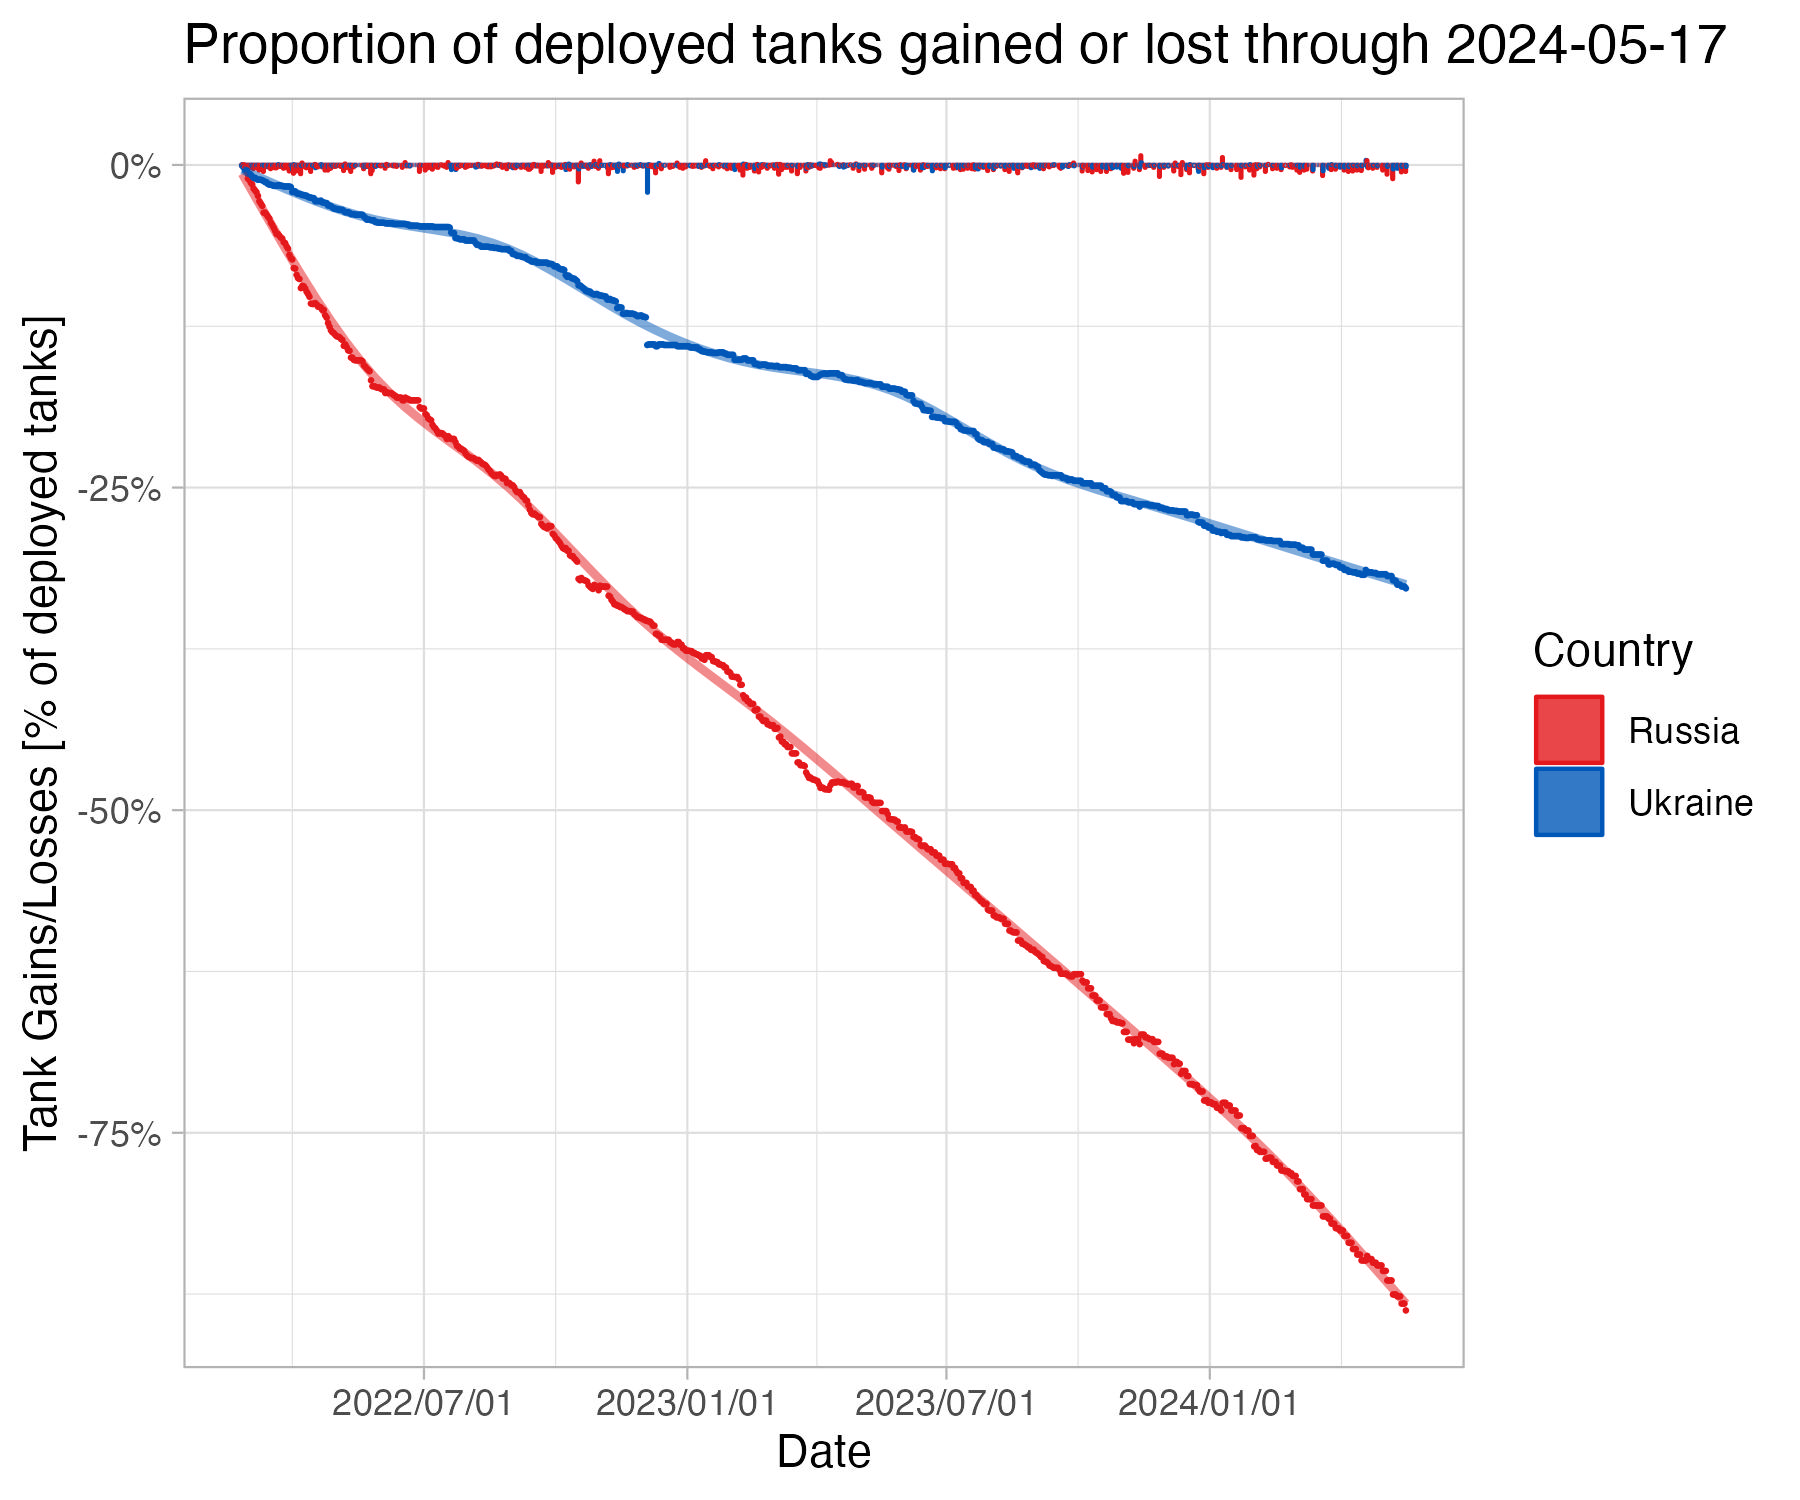 Proportion of deployed tanks gained or lost through 2024-05-17
Tank Gains/Losses [% of deployed tanks]
0%
-25%
-50%
-75%
2022/07/01
2023/01/01
2023/07/01
2024/01/01
Date
Country
Russia
Ukraine